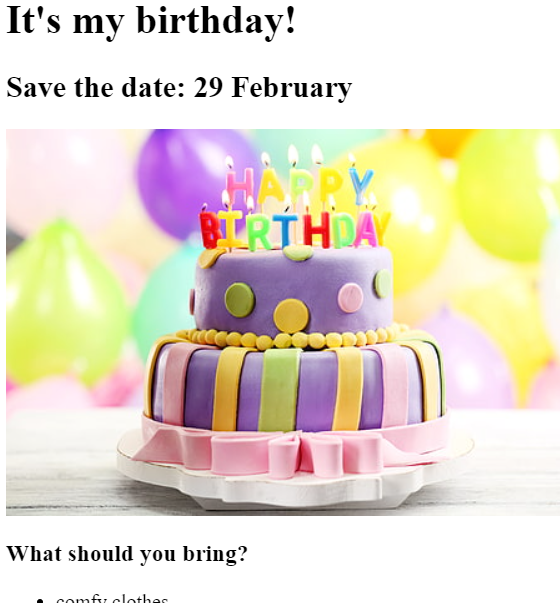 It's my birthday!
Save the date: 29 February
HAPPY
BIRTHDAY
What should you bring?
comfy clothes